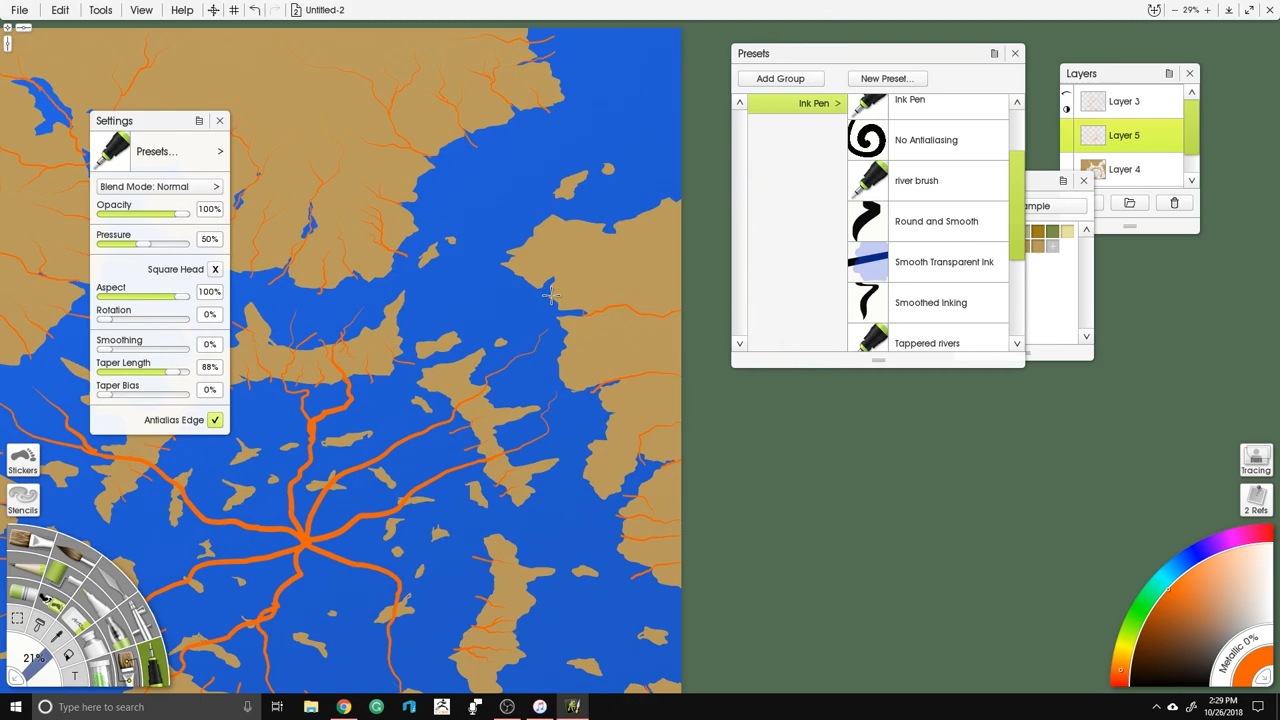 File Edit Tools View Help 2 Untitled-2 29%
Settings
Presets... >
Blend Mode: Normal >
Opacity 100%
Pressure 50%
Square Head X
Aspect 100%
Rotation 0%
Smoothing 0%
Taper Length 88%
Taper Bias 0%
Antialias Edge ✓
Presets
Add Group New Preset...
Ink Pen >
Ink Pen
No Antialiasing
river brush
Round and Smooth
Smooth Transparent Ink
Smoothed Inking
Tappered rivers
Layers
Layer 3
Layer 5
Layer 4
ample
Stickers
Stencils
21%
T
Tracing
2 Refs
Metallic 0%
Type here to search
2:29 PM
10/26/2018